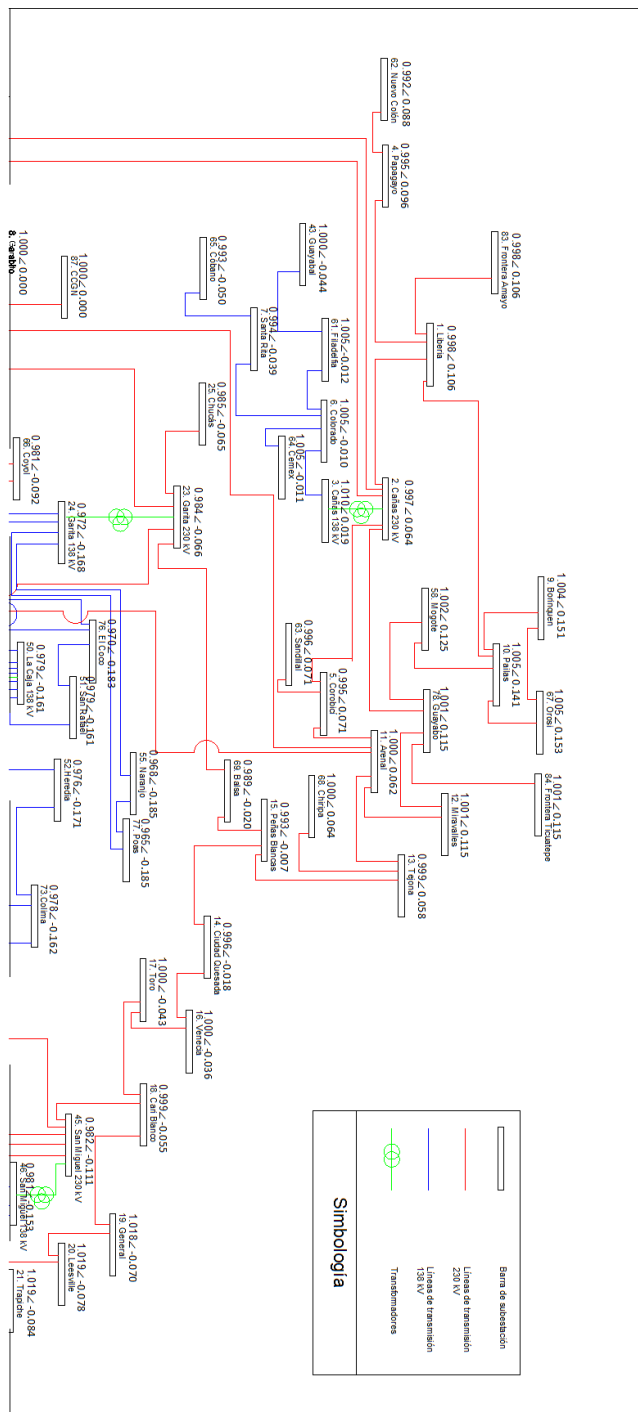 0.992∠ 0.088
62. Nuevo Colón
0.995∠ 0.096
4. Papagayo
0.998∠ 0.106
83. Frontera Amayo
0.998∠ 0.106
1. Liberia
1.000∠ -0.044
43. Guayabal
0.993∠ -0.050
65. Cobano
0.994∠ -0.039
7. Santa Rita
1.005∠ -0.012
61. Filadelfia
1.005∠ -0.010
6. Colorado
1.005∠ -0.011
64. Cemex
1.010∠ 0.019
3. Cañas 138 kV
0.997∠ 0.064
2. Cañas 230 kV
1.000∠ 0.000
87. CCGN
1.000∠ 0.000
8. Garabito
0.985∠ -0.065
25. Chucás
0.984∠ -0.066
23. Garita 230 kV
0.981∠ -0.092
66. Coyol
0.972∠ -0.168
24. Garita 138 kV
1.004∠ 0.151
9. Borinquen
1.005∠ 0.141
10. Pailas
1.005∠ 0.153
67. Orosi
1.002∠ 0.125
58. Mogote
1.001∠ 0.115
78. Guayabo
1.001∠ 0.115
84. Frontera Ticuatepe
1.001∠ 0.115
12. Miravalles
0.996∠ 0.071
63. Sandillal
0.995∠ 0.071
5. Corobicí
1.000∠ 0.062
11. Arenal
1.000∠ 0.064
68. Chiripa
0.999∠ 0.058
13. Tejona
0.970∠ -0.183
76. El Coco
0.979∠ -0.161
50. La Caja 138 kV
0.979∠ -0.161
51. San Rafael
0.968∠ -0.185
55. Naranjo
0.965∠ -0.185
77. Poas
0.976∠ -0.171
52. Heredia
0.978∠ -0.162
73. Colima
0.989∠ -0.020
69. Balsa
0.993∠ -0.007
15. Peñas Blancas
0.996∠ -0.018
14. Ciudad Quesada
1.000∠ -0.043
17. Toro
1.000∠ -0.036
16. Venecia
0.999∠ -0.055
18. Cari Blanco
0.982∠ -0.111
45. San Miguel 230 kV
0.981∠ -0.153
46. San Miguel 138 kV
1.018∠ -0.070
19. General
1.019∠ -0.078
20. Leesville
1.019∠ -0.084
21. Trapiche
Barra de subestación
Líneas de transmisión
230 kV
Líneas de transmisión
138 kV
Transformadores
Simbología